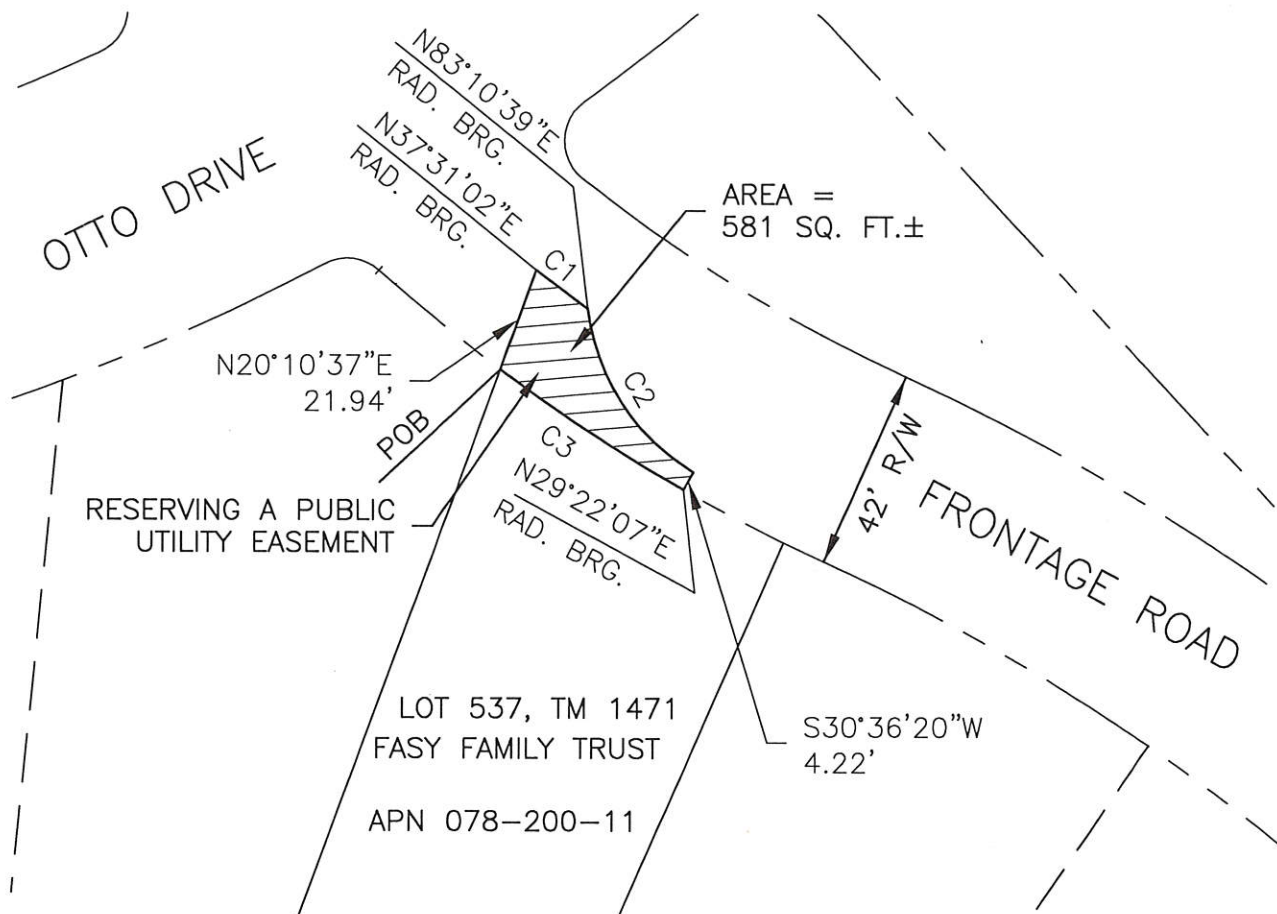 N83°10'39"E
RAD. BRG.
N37°31'02"E
RAD. BRG.
OTTO DRIVE
AREA =
581 SQ. FT.±
C1
N20°10'37"E
21.94'
C2
POB
C3
42' R/W
FRONTAGE ROAD
RESERVING A PUBLIC
UTILITY EASEMENT
N29°22'07"E
RAD. BRG.
LOT 537, TM 1471
FASY FAMILY TRUST
APN 078-200-11
S30°36'20"W
4.22'